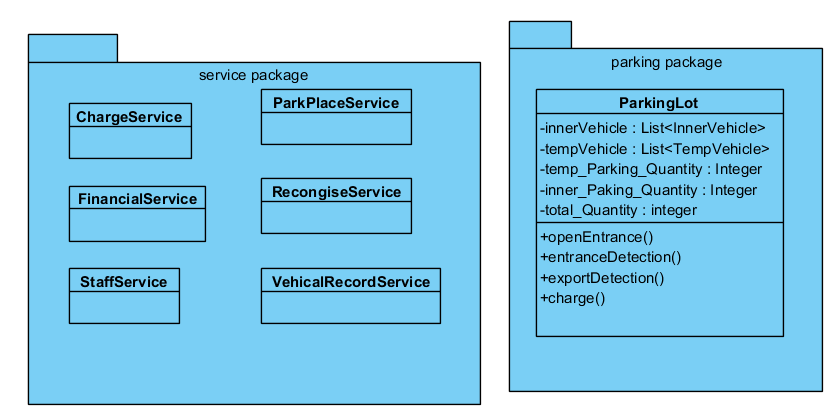 service package
ChargeService
ParkPlaceService
FinancialService
RecongiseService
StaffService
VehicalRecordService
parking package
ParkingLot
-innerVehicle : List<InnerVehicle>
-tempVehicle : List<TempVehicle>
-temp_Parking_Quantity : Integer
-inner_Paking_Quantity : Integer
-total_Quantity : integer
+openEntrance()
+entranceDetection()
+exportDetection()
+charge()